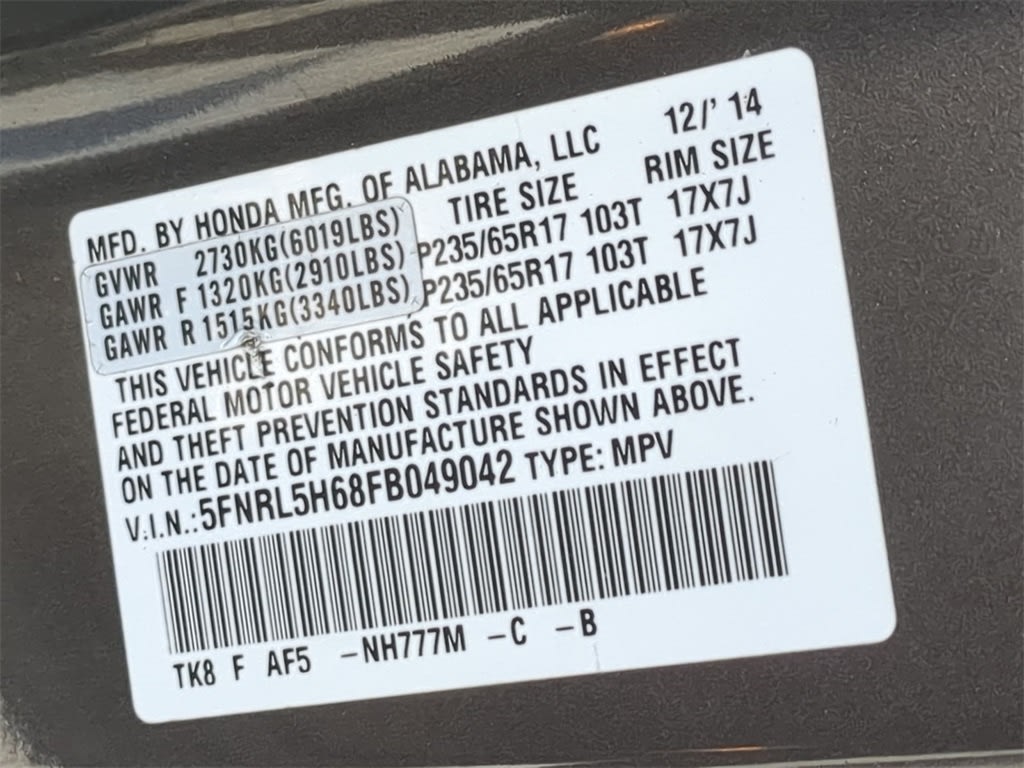 12/' 14
MFD. BY HONDA MFG. OF ALABAMA, LLC
TIRE SIZE RIM SIZE
GVWR 2730KG(6019LBS)
GAWR F 1320KG(2910LBS) P235/65R17 103T 17X7J
GAWR R 1515KG(3340LBS) P235/65R17 103T 17X7J
THIS VEHICLE CONFORMS TO ALL APPLICABLE
FEDERAL MOTOR VEHICLE SAFETY
AND THEFT PREVENTION STANDARDS IN EFFECT
ON THE DATE OF MANUFACTURE SHOWN ABOVE.
V.I.N.:5FNRL5H68FB049042 TYPE: MPV
TK8 F AF5 -NH777M -C -B